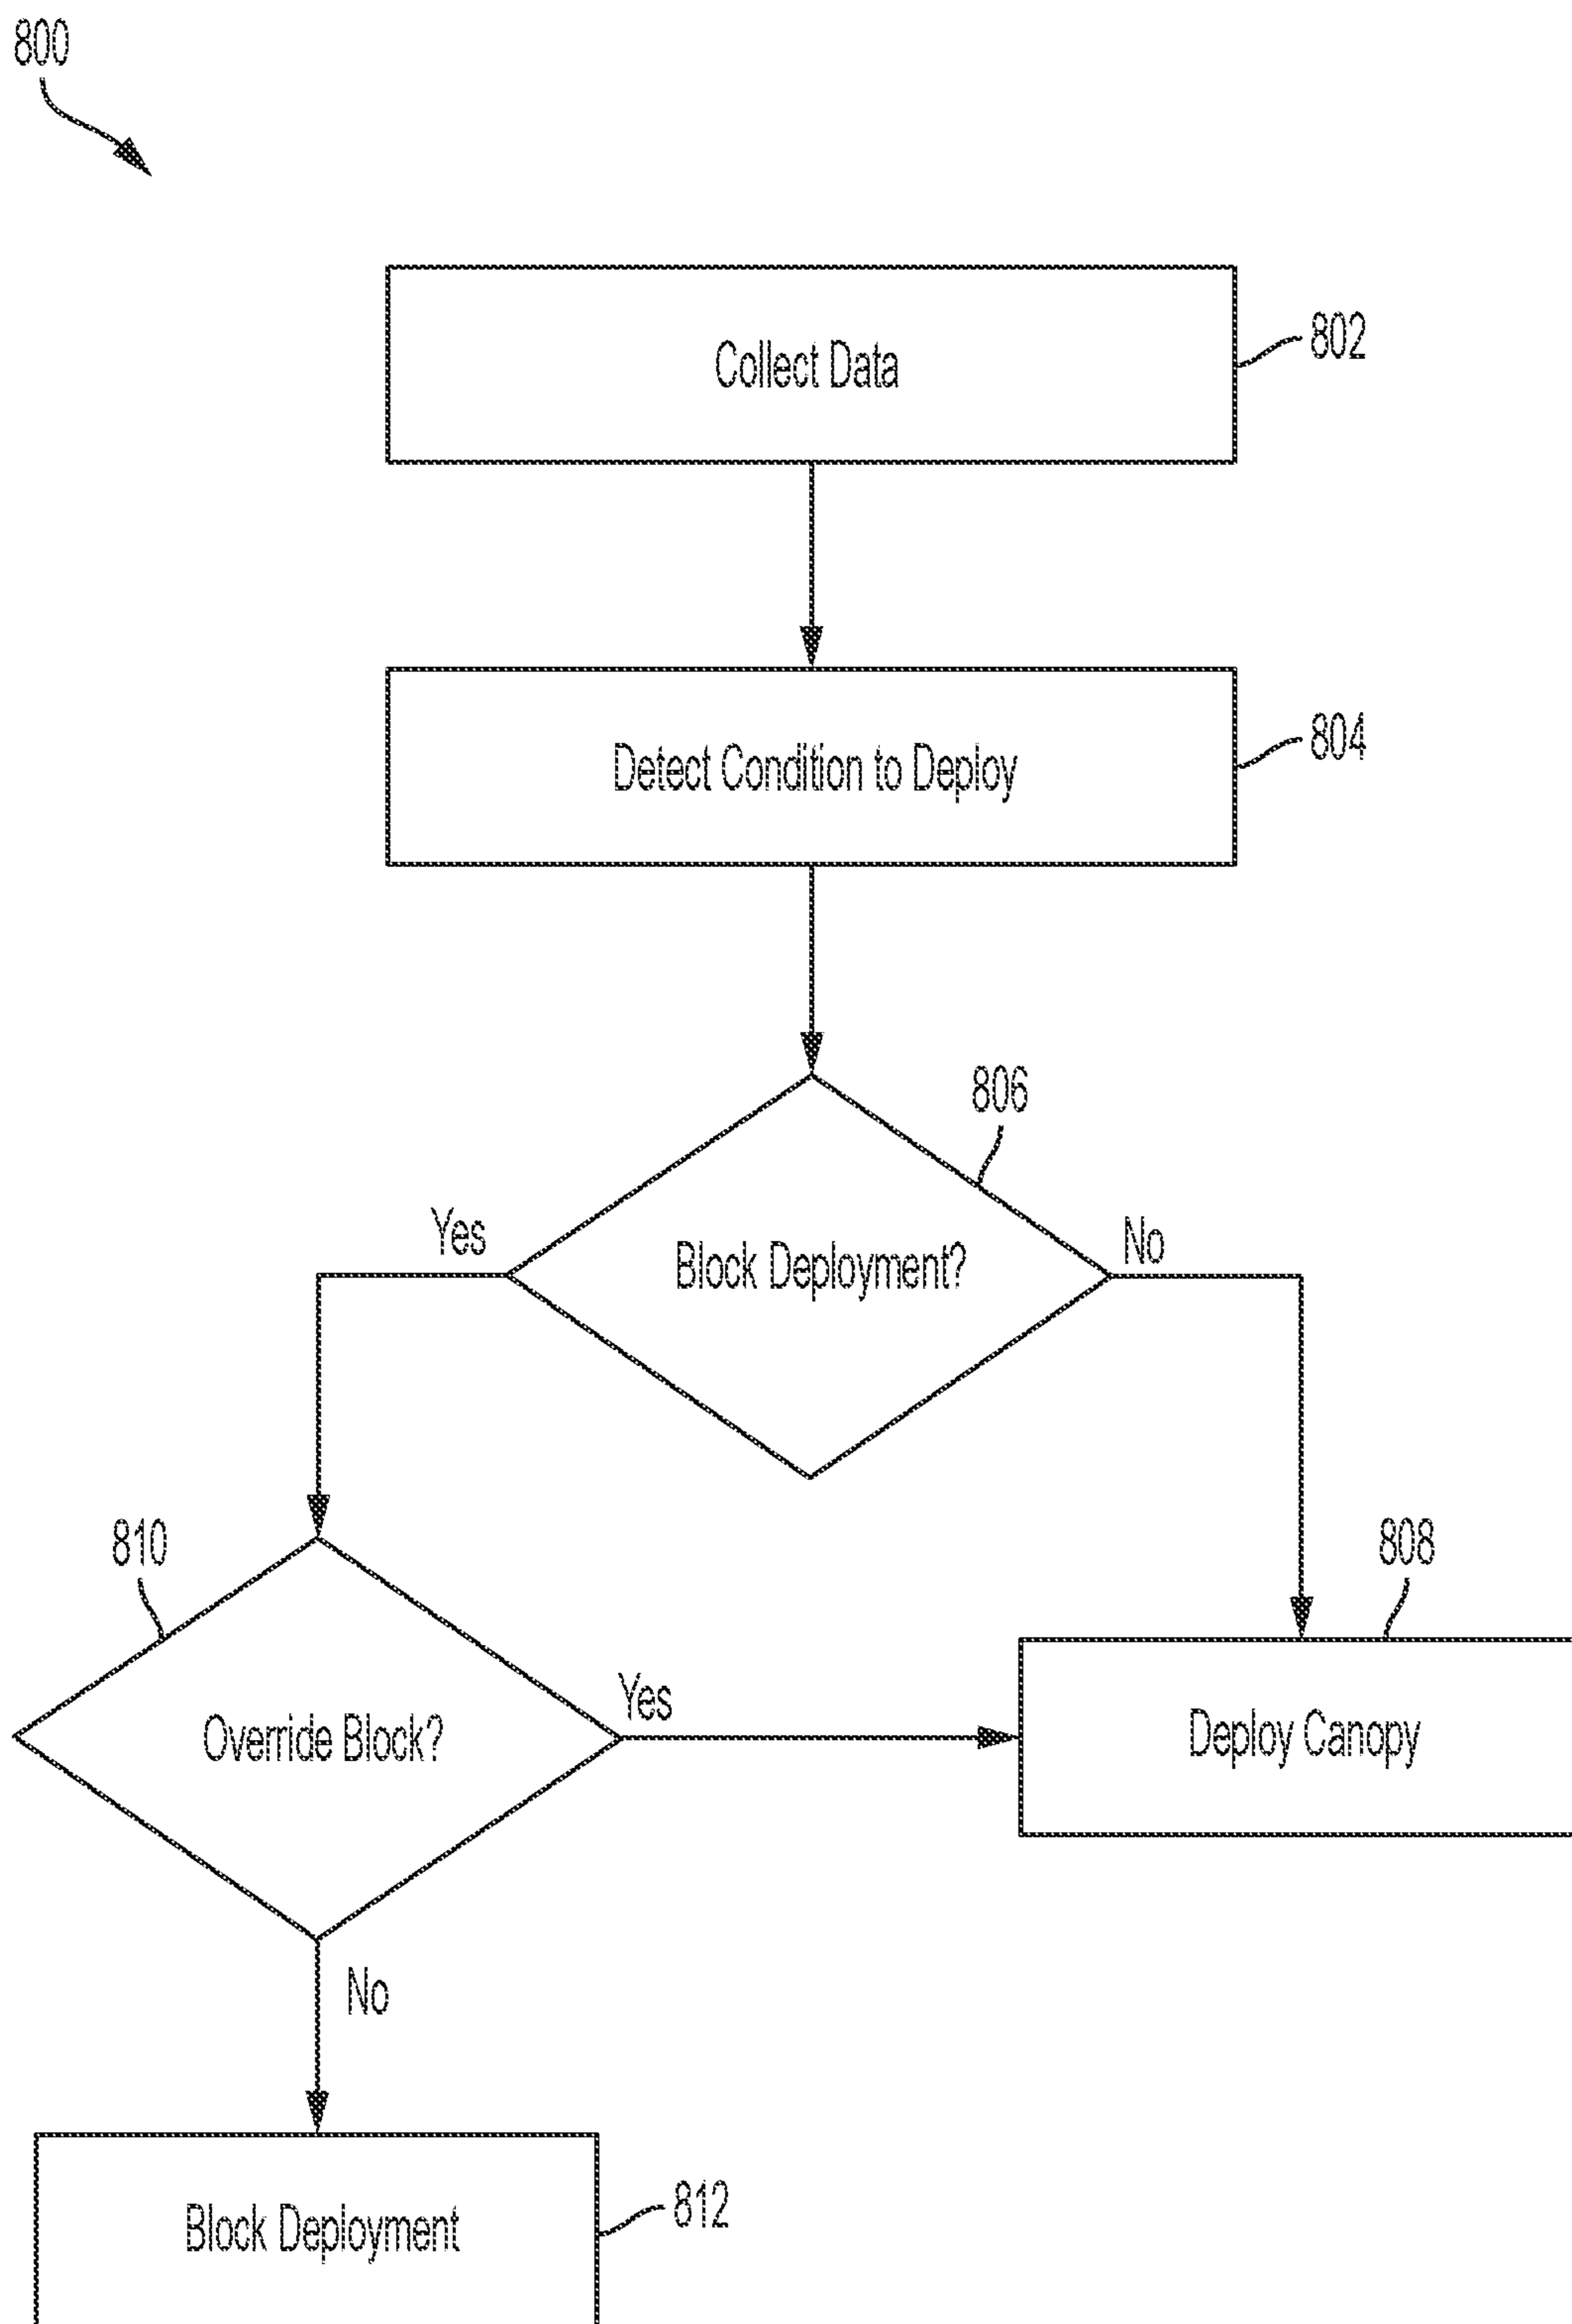 800
Collect Data
802
Detect Condition to Deploy
804
806
Yes
Block Deployment?
No
810
808
Override Block?
Yes
Deploy Canopy
No
Block Deployment
812